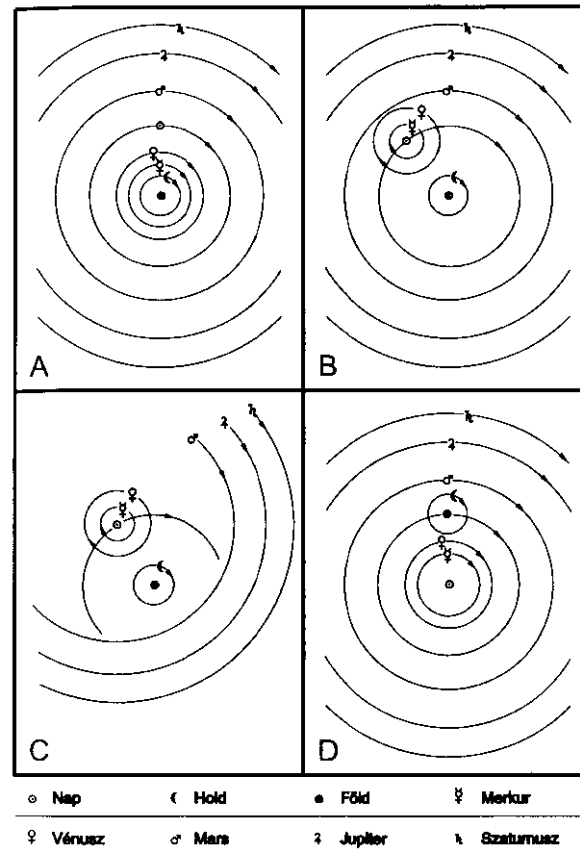 A
B
C
D
☉ Nap ☾ Hold ● Föld ☿ Merkur
♀ Vénusz ♂ Mars ♃ Jupiter ♄ Szaturnusz